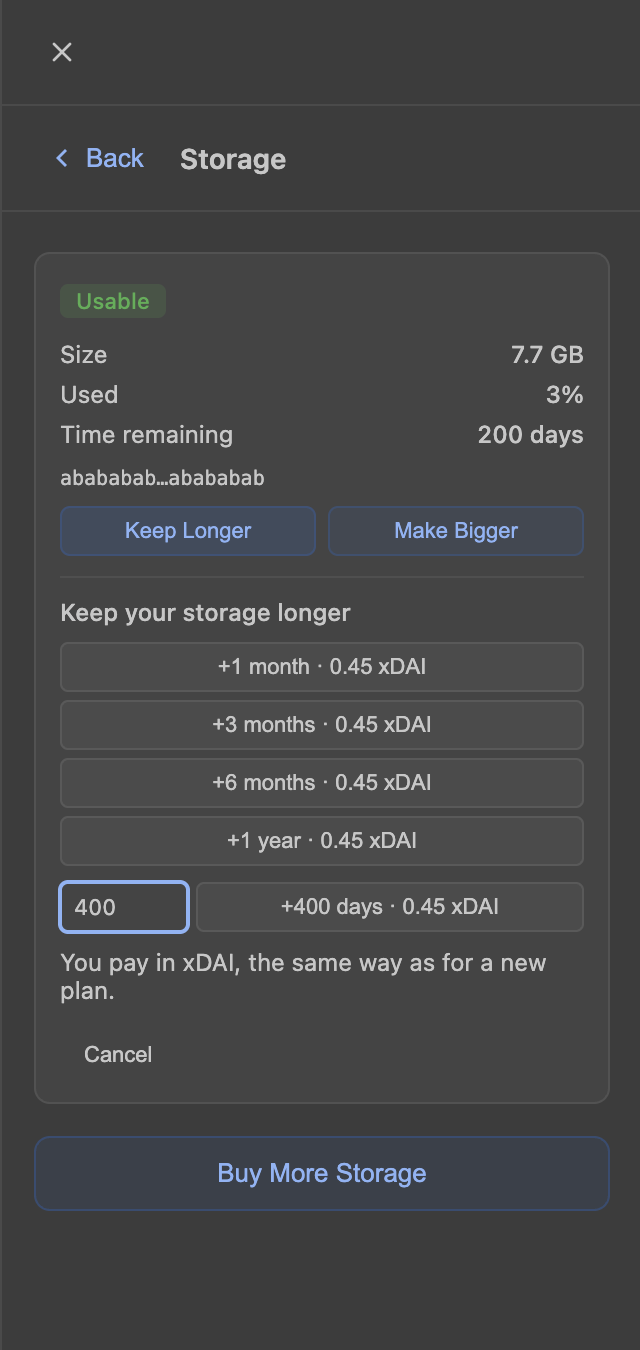 Back Storage
Usable
Size 7.7 GB
Used 3%
Time remaining 200 days
abababab…abababab
Keep Longer Make Bigger
Keep your storage longer
+1 month · 0.45 xDAI
+3 months · 0.45 xDAI
+6 months · 0.45 xDAI
+1 year · 0.45 xDAI
400 +400 days · 0.45 xDAI
You pay in xDAI, the same way as for a new
plan.
Cancel
Buy More Storage